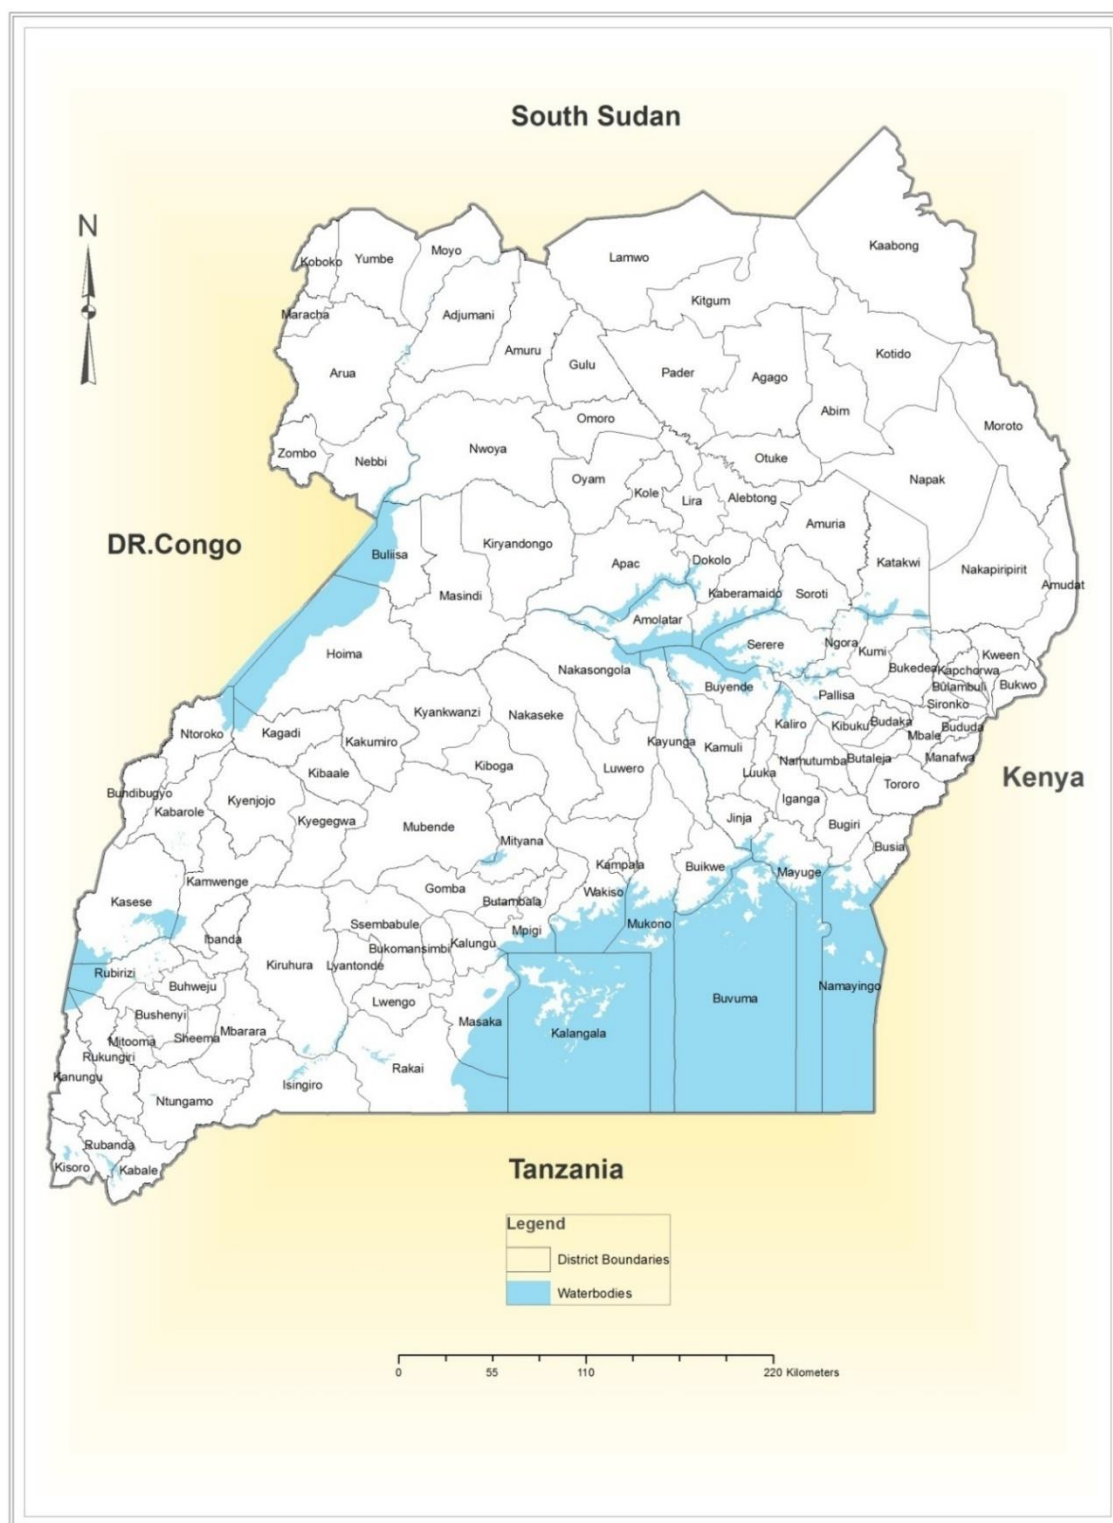 South Sudan
N
Kaabong
Moyo
Koboko
Yumbe
Lamwo
Kitgum
Maracha
Adjumani
Amuru
Gulu
Kotido
Arua
Pader
Agago
Abim
Omoro
Moroto
Zombo
Nebbi
Nwoya
Otuke
Oyam
Napak
Kole
Lira
Alebtong
Amuria
DR.Congo
Buliisa
Kiryandongo
Apac
Dokolo
Katakwi
Nakapiripirit
Amudat
Masindi
Kaberamaido
Soroti
Amolatar
Hoima
Nakasongola
Serere
Ngora
Kumi
Bukedea
Kween
Kapchorwa
Bukwo
Bulambuli
Buyende
Pallisa
Sironko
Ntoroko
Kagadi
Kakumiro
Kyankwanzi
Nakaseke
Kayunga
Kamuli
Kaliro
Kibuku
Budaka
Mbale
Bududa
Manafwa
Kibaale
Kiboga
Luwero
Luuka
Namutumba
Butaleja
Kenya
Bundibugyo
Kabarole
Kyenjojo
Kyegegwa
Mubende
Mityana
Jinja
Iganga
Tororo
Bugiri
Busia
Kasese
Kamwenge
Gomba
Butambala
Kampala
Wakiso
Buikwe
Mayuge
Ssembabule
Mpigi
Mukono
Ibanda
Kiruhura
Lyantonde
Bukomansimbi
Kalungu
Rubirizi
Buhweju
Lwengo
Masaka
Kalangala
Buvuma
Namayingo
Bushenyi
Mitooma
Sheema
Mbarara
Rukungiri
Kanungu
Ntungamo
Isingiro
Rakai
Rubanda
Kisoro
Kabale
Tanzania
Legend
District Boundaries
Waterbodies
0 55 110 220 Kilometers